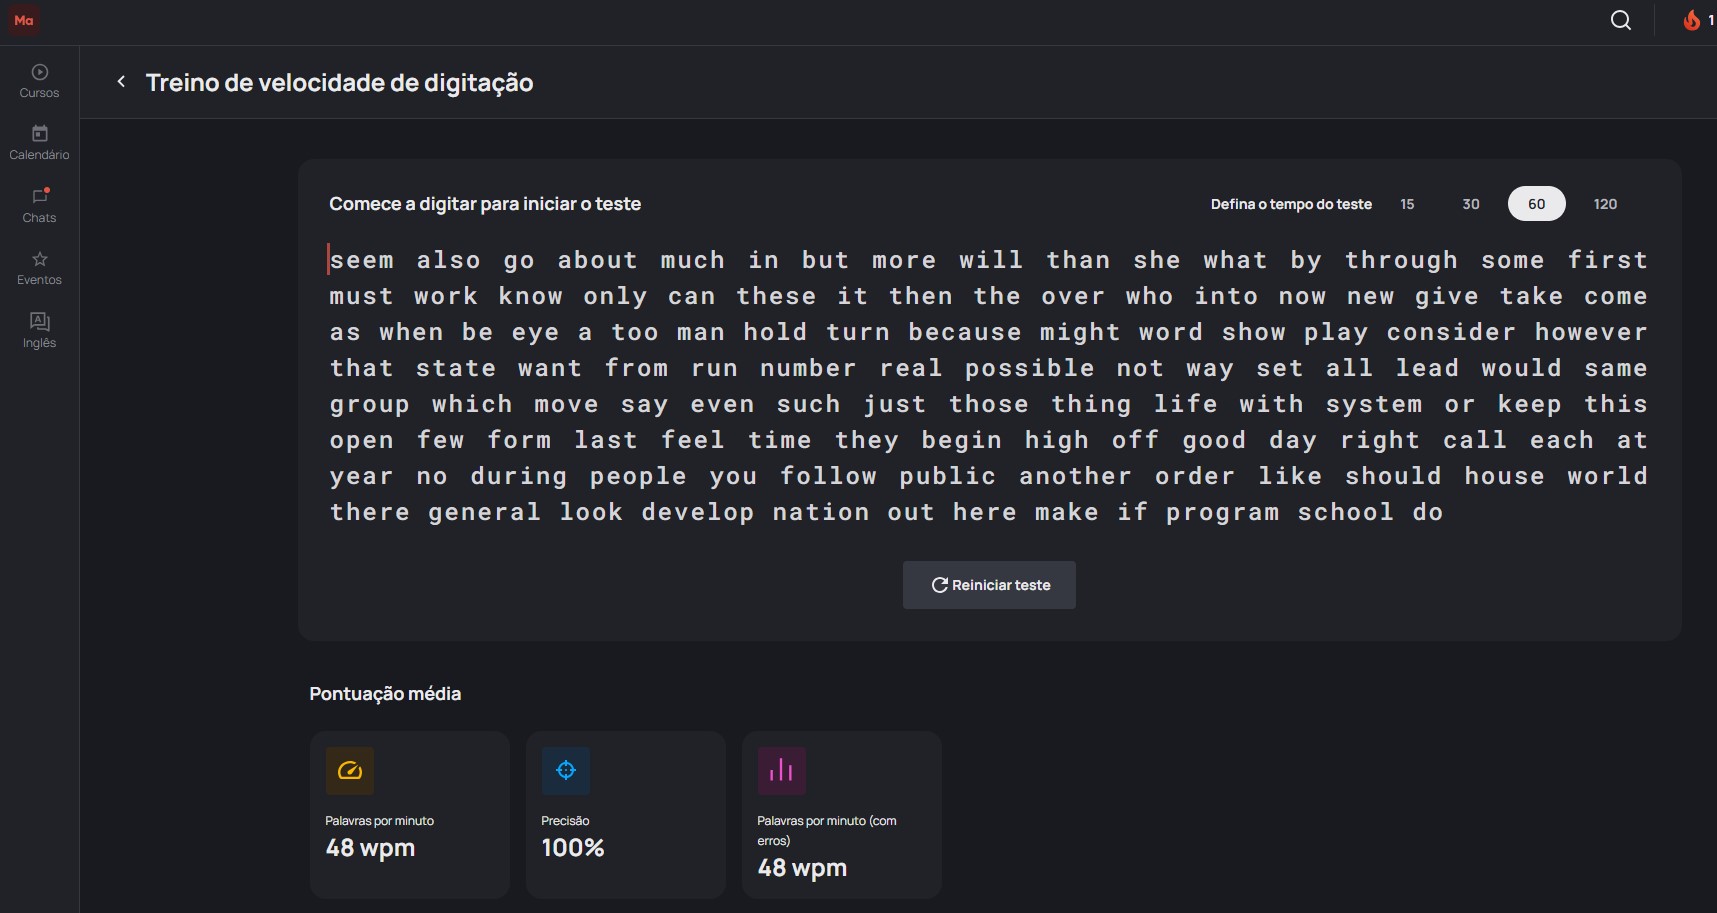 Ma
1
Cursos
Calendário
Chats
Eventos
Inglês
Treino de velocidade de digitação
Comece a digitar para iniciar o teste
Defina o tempo do teste 15 30 60 120
seem also go about much in but more will than she what by through some first
must work know only can these it then the over who into now new give take come
as when be eye a too man hold turn because might word show play consider however
that state want from run number real possible not way set all lead would same
group which move say even such just those thing life with system or keep this
open few form last feel time they begin high off good day right call each at
year no during people you follow public another order like should house world
there general look develop nation out here make if program school do
Reiniciar teste
Pontuação média
Palavras por minuto
48 wpm
Precisão
100%
Palavras por minuto (com
erros)
48 wpm